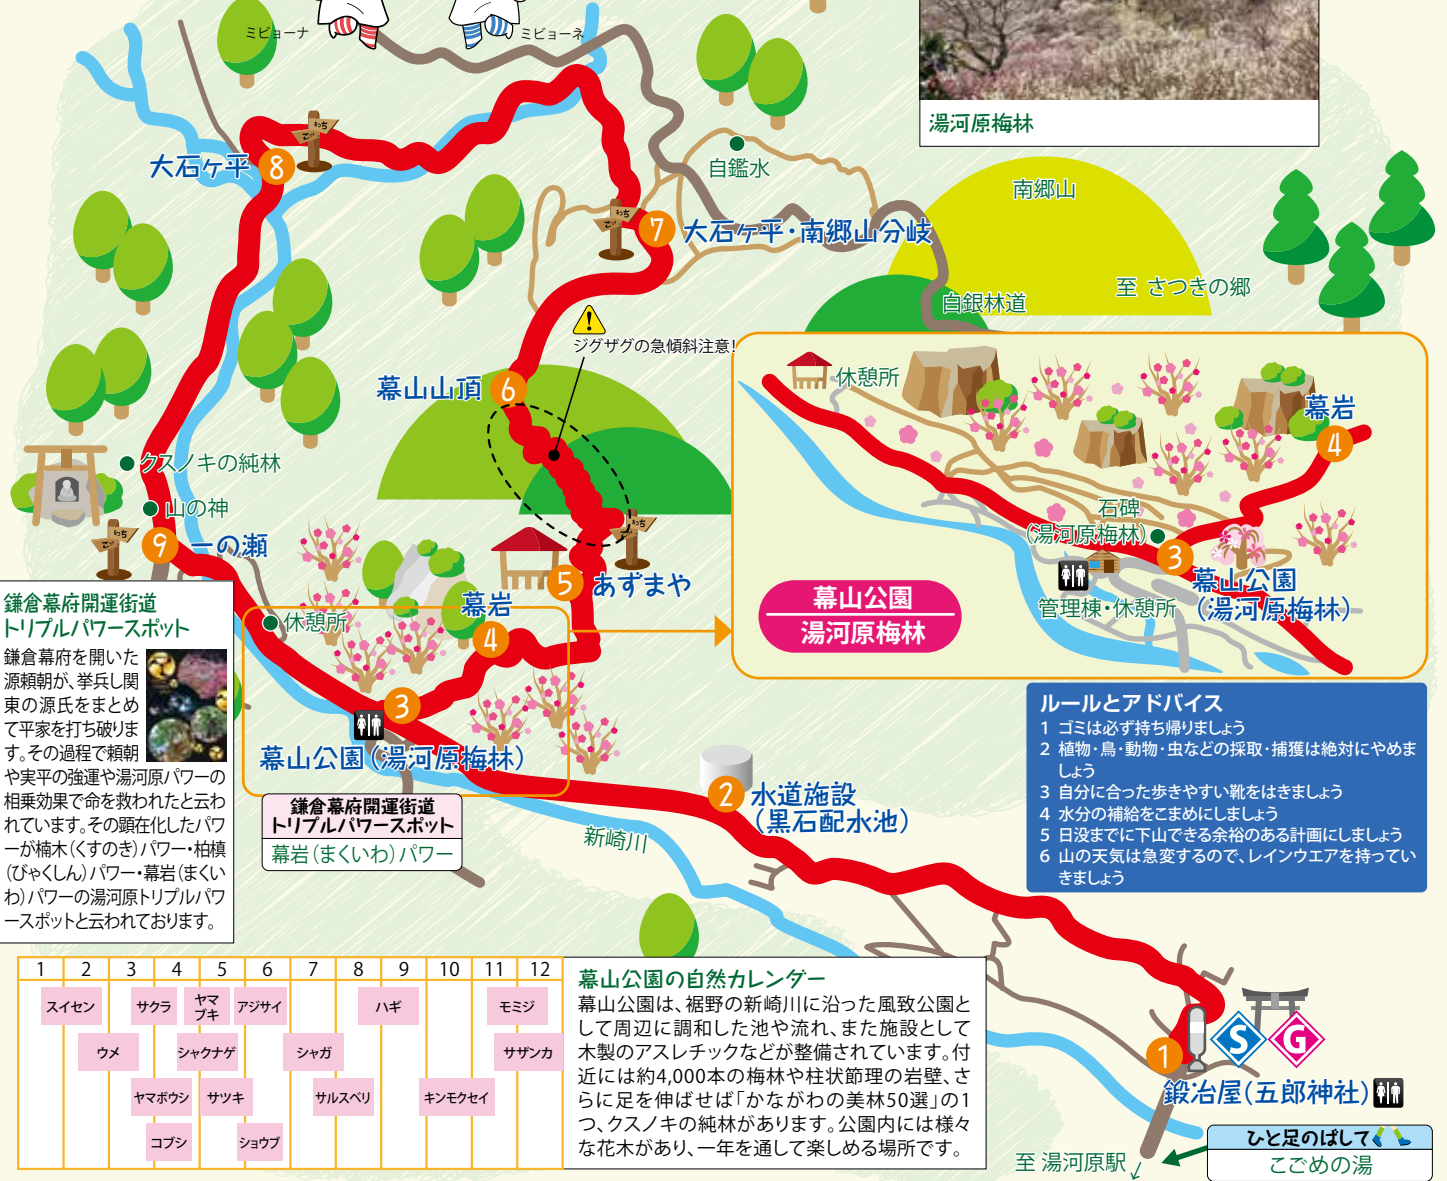 ミビョーナ
ミビョーネ
湯河原梅林
自鑑水
南郷山
大石ヶ平
8
7
大石ヶ平・南郷山分岐
白銀林道
至 さつきの郷
ジグザグの急傾斜注意!
幕山山頂
6
クスノキの純林
山の神
9
一の瀬
5
あずまや
休憩所
幕岩
4
3
幕山公園(湯河原梅林)
鎌倉幕府開運街道
トリプルパワースポット
幕岩(まくいわ)パワー
新崎川
2
水道施設
(黒石配水池)
1
S
G
鍛冶屋(五郎神社)
ひと足のばして
こごめの湯
至 湯河原駅
休憩所
幕岩
4
石碑
(湯河原梅林)
3
幕山公園
(湯河原梅林)
管理棟・休憩所
幕山公園
湯河原梅林
鎌倉幕府開運街道
トリプルパワースポット
鎌倉幕府を開いた
源頼朝が、挙兵し関
東の源氏をまとめ
て平家を打ち破りま
す。その過程で頼朝
や実平の強運や湯河原パワーの
相乗効果で命を救われたと云わ
れています。その顕在化したパワ
ーが楠木(くすのき)パワー・柏槙
(びゃくしん)パワー・幕岩(まくい
わ)パワーの湯河原トリプルパワ
ースポットと云われております。
ルールとアドバイス
1 ゴミは必ず持ち帰りましょう
2 植物・鳥・動物・虫などの採取・捕獲は絶対にやめま
しょう
3 自分に合った歩きやすい靴をはきましょう
4 水分の補給をこまめにしましょう
5 日没までに下山できる余裕のある計画にしましょう
6 山の天気は急変するので、レインウエアを持ってい
きましょう
1 2 3 4 5 6 7 8 9 10 11 12
スイセン サクラ ヤマ
ブキ アジサイ ハギ モミジ
ウメ シャクナゲ シャガ サザンカ
ヤマボウシ サツキ サルスベリ キンモクセイ
コブシ ショウブ
幕山公園の自然カレンダー
幕山公園は、裾野の新崎川に沿った風致公園と
して周辺に調和した池や流れ、また施設として
木製のアスレチックなどが整備されています。付
近には約4,000本の梅林や柱状節理の岩壁、さ
らに足を伸ばせば「かながわの美林50選」の1
つ、クスノキの純林があります。公園内には様々
な花木があり、一年を通して楽しめる場所です。